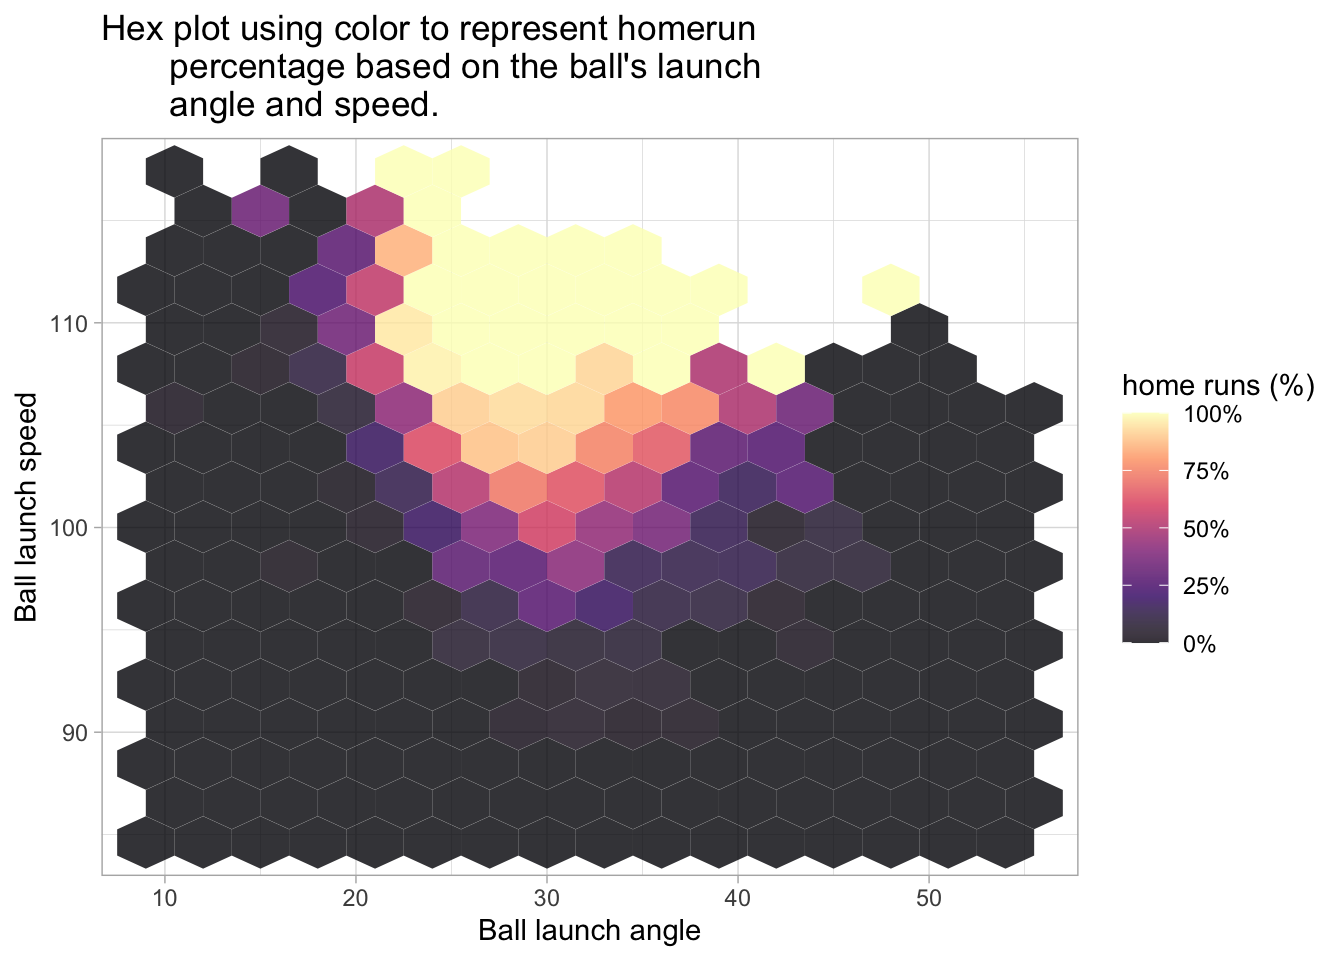 Hex plot using color to represent homerun
percentage based on the ball's launch
angle and speed.
home runs (%)
100%
75%
50%
25%
0%
Ball launch speed
110
100
90
10 20 30 40 50
Ball launch angle